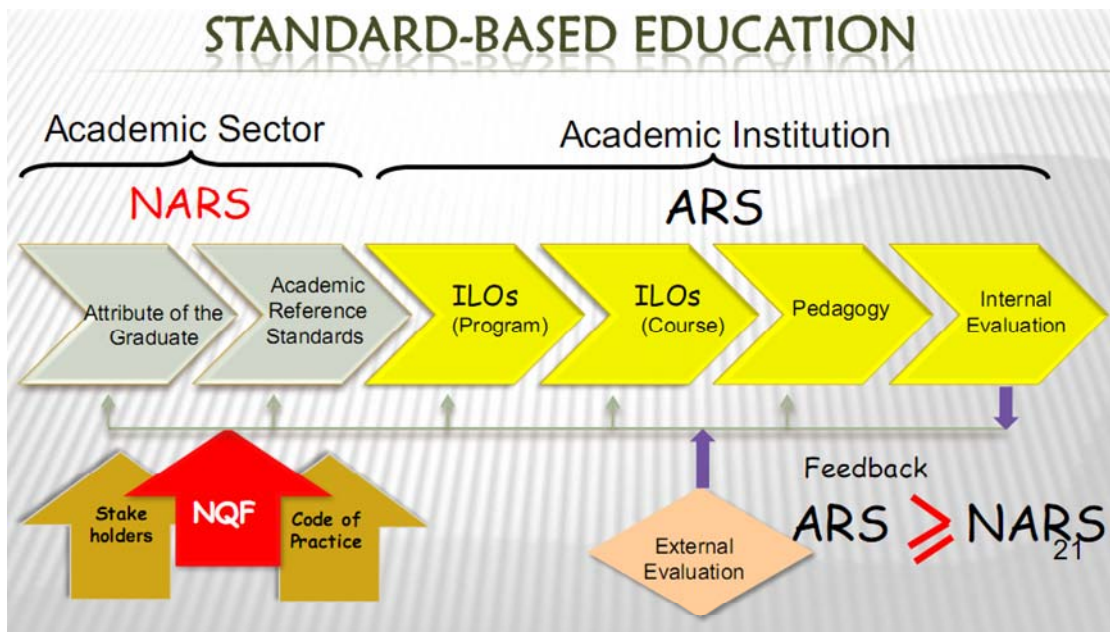 STANDARD-BASED EDUCATION
Academic Sector
Academic Institution
NARS
ARS
Attribute of the
Graduate
Academic
Reference
Standards
ILOs
(Program)
ILOs
(Course)
Pedagogy
Internal
Evaluation
Stake
holders
NQF
Code of
Practice
External
Evaluation
Feedback
ARS ⩾ NARS
21